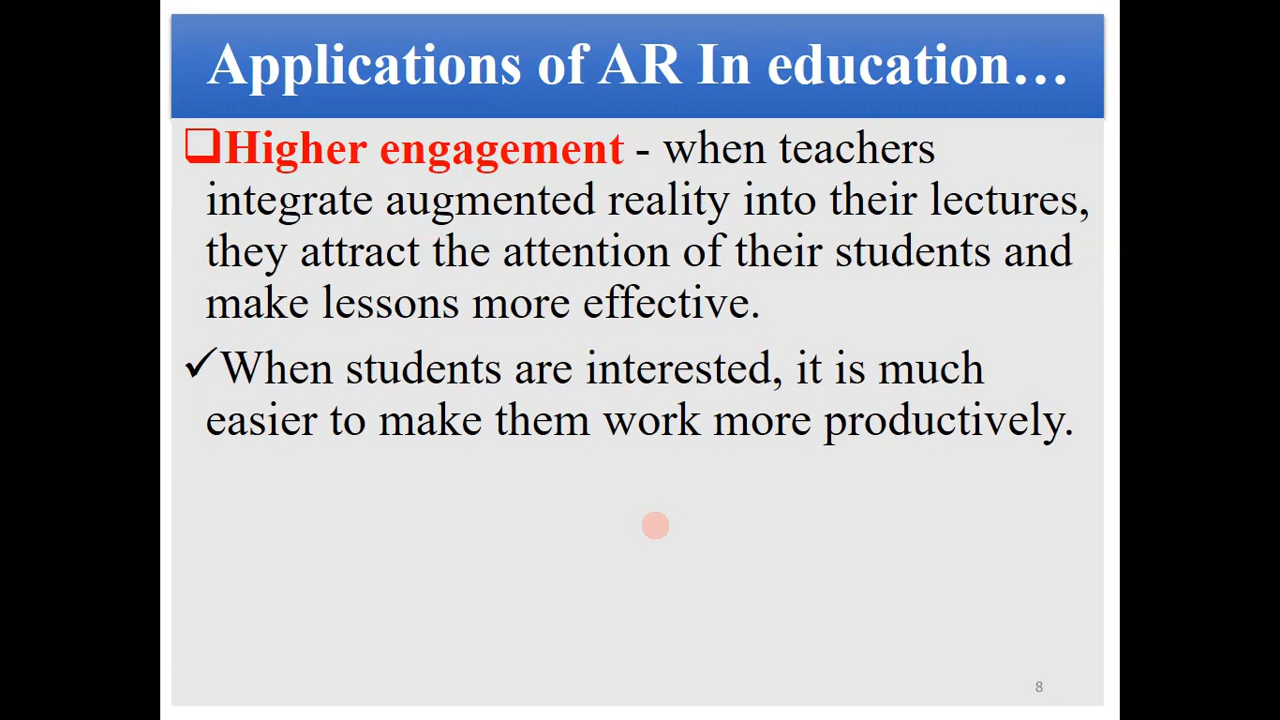 Applications of AR In education…
❑Higher engagement - when teachers
integrate augmented reality into their lectures,
they attract the attention of their students and
make lessons more effective.
✓When students are interested, it is much
easier to make them work more productively.
8